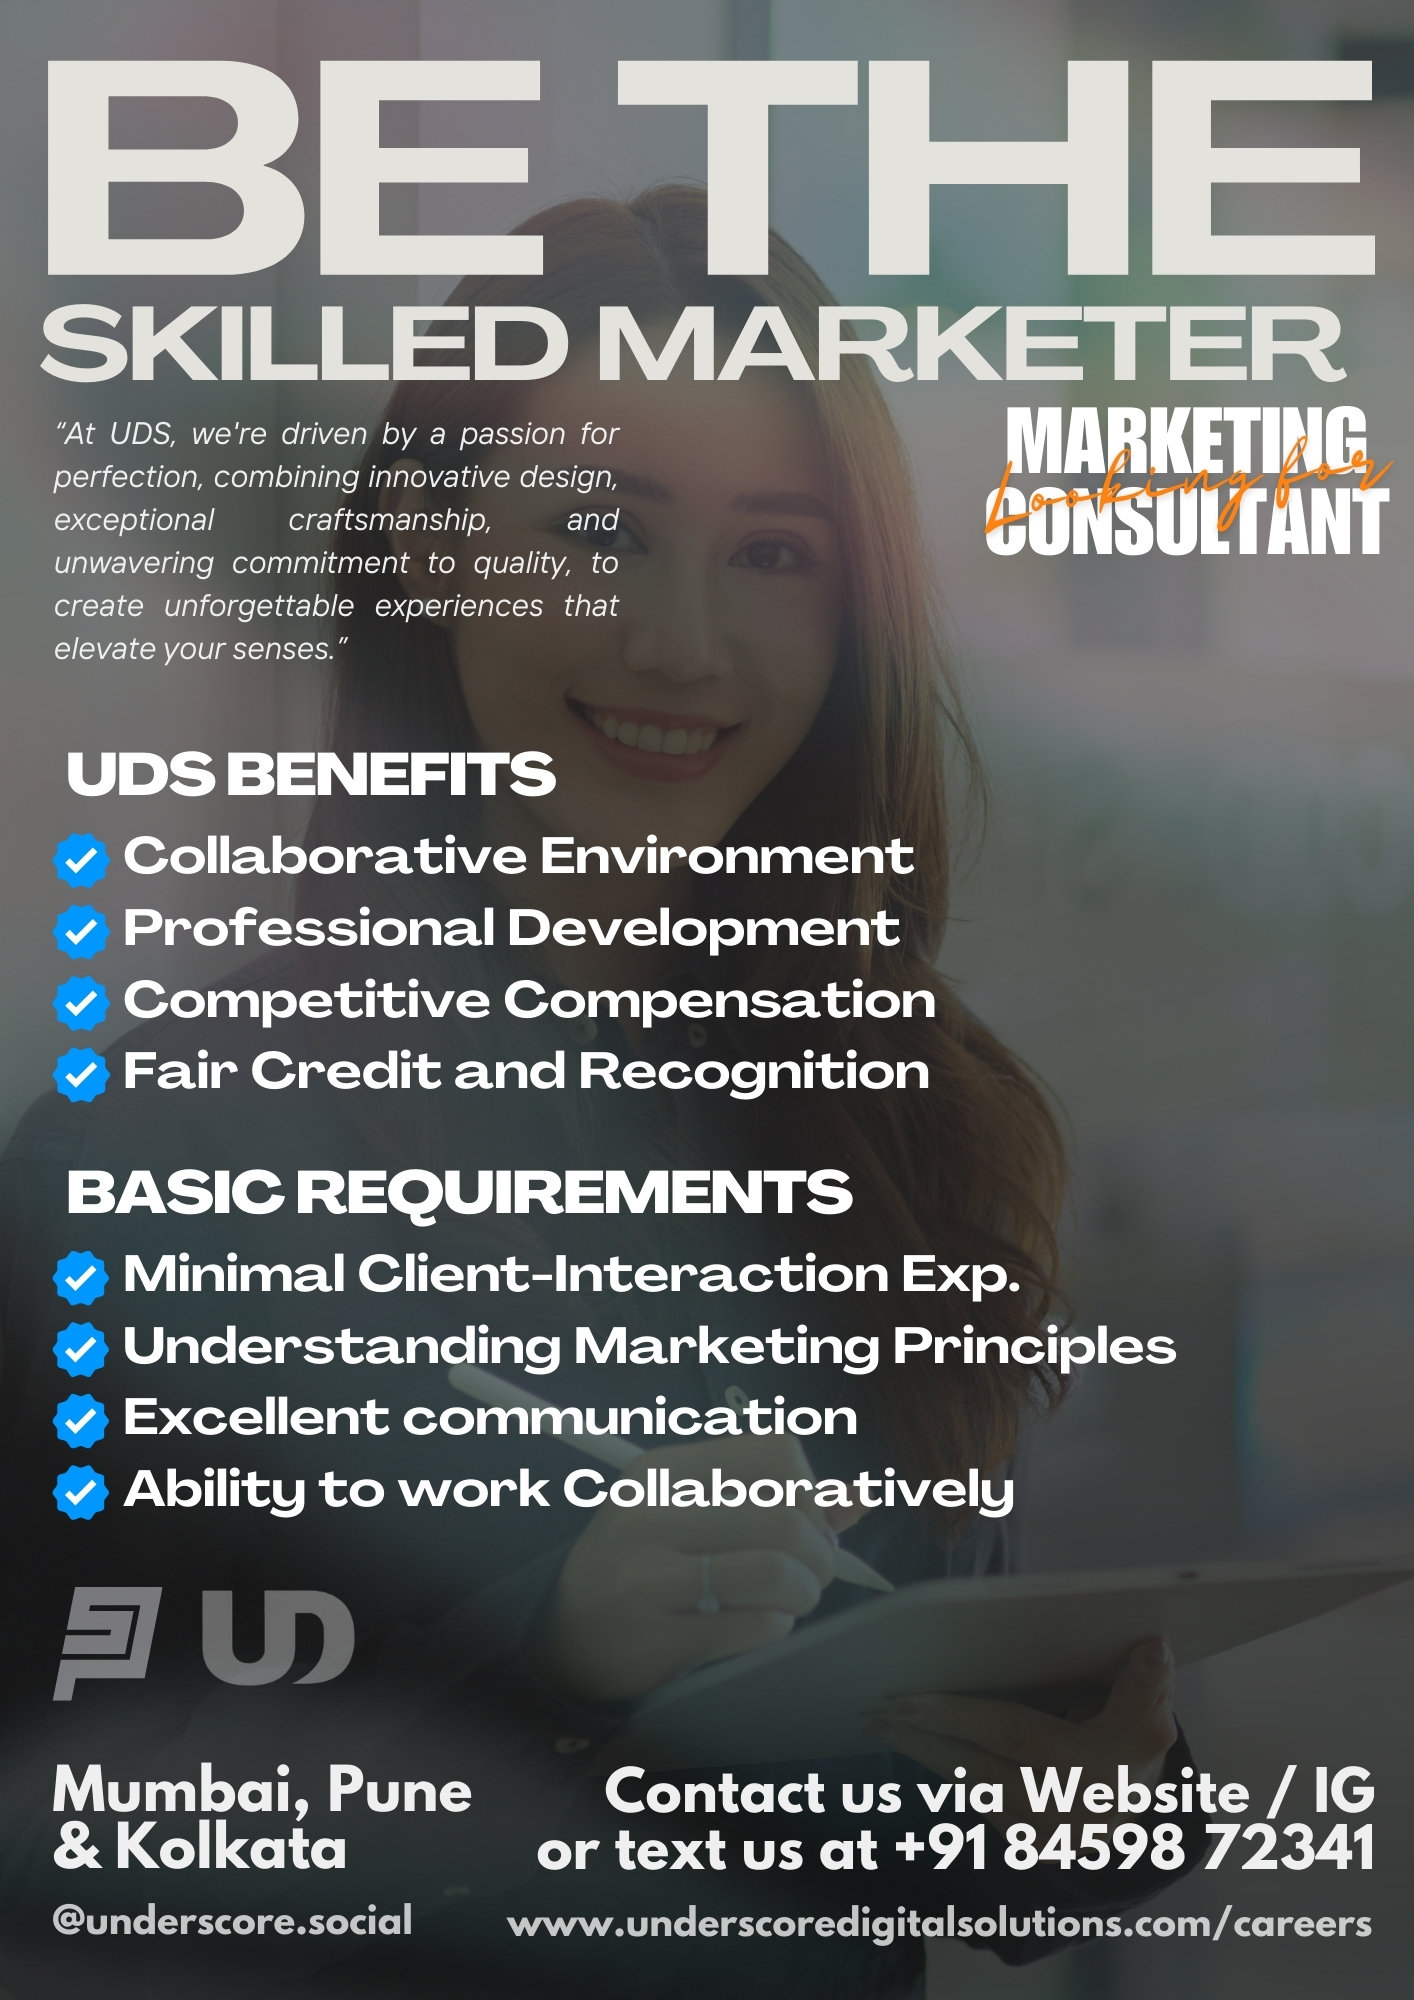 BE THE
SKILLED MARKETER
“At UDS, we're driven by a passion for
perfection, combining innovative design,
exceptional craftsmanship, and
unwavering commitment to quality, to
create unforgettable experiences that
elevate your senses.”
MARKETING
Looking for
CONSULTANT
UDS BENEFITS
Collaborative Environment
Professional Development
Competitive Compensation
Fair Credit and Recognition
BASIC REQUIREMENTS
Minimal Client-Interaction Exp.
Understanding Marketing Principles
Excellent communication
Ability to work Collaboratively
UD
Mumbai, Pune
& Kolkata
Contact us via Website / IG
or text us at +91 84598 72341
@underscore.social
www.underscoredigitalsolutions.com/careers